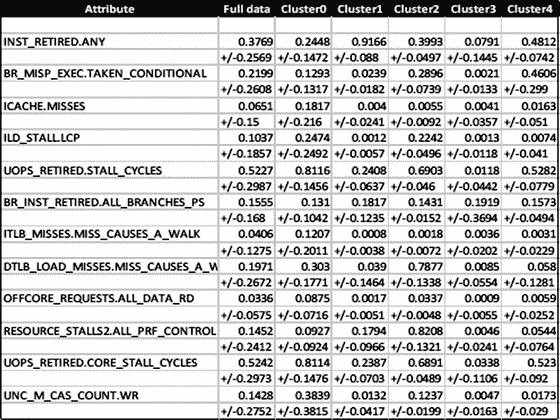 Attribute Full data Cluster0 Cluster1 Cluster2 Cluster3 Cluster4
INST_RETIRED.ANY 0.3769 0.2448 0.9166 0.3993 0.0791 0.4812
+/-0.2569 +/-0.1472 +/-0.088 +/-0.0497 +/-0.1445 +/-0.0742
BR_MISP_EXEC.TAKEN_CONDITIONAL 0.2199 0.1293 0.0239 0.2896 0.0021 0.4606
+/-0.2608 +/-0.1317 +/-0.0182 +/-0.0739 +/-0.0133 +/-0.299
ICACHE.MISSES 0.0651 0.1817 0.004 0.0055 0.0041 0.0163
+/-0.15 +/-0.216 +/-0.0241 +/-0.0092 +/-0.0357 +/-0.051
ILD_STALL.LCP 0.1037 0.2474 0.0012 0.2242 0.0013 0.0074
+/-0.1857 +/-0.2492 +/-0.0057 +/-0.0496 +/-0.0118 +/-0.041
UOPS_RETIRED.STALL_CYCLES 0.5227 0.8116 0.2408 0.6903 0.0118 0.5282
+/-0.2987 +/-0.1456 +/-0.0637 +/-0.046 +/-0.0442 +/-0.0779
BR_INST_RETIRED.ALL_BRANCHES_PS 0.1555 0.131 0.1817 0.1431 0.1919 0.1573
+/-0.168 +/-0.1042 +/-0.1235 +/-0.0152 +/-0.3694 +/-0.0494
ITLB_MISSES.MISS_CAUSES_A_WALK 0.0406 0.1207 0.0008 0.0018 0.0036 0.0031
+/-0.1275 +/-0.2011 +/-0.0038 +/-0.0072 +/-0.0202 +/-0.0229
DTLB_LOAD_MISSES.MISS_CAUSES_A_W 0.1971 0.303 0.039 0.7877 0.0085 0.058
+/-0.2672 +/-0.1771 +/-0.1464 +/-0.1338 +/-0.0554 +/-0.1281
OFFCORE_REQUESTS.ALL_DATA_RD 0.0336 0.0875 0.0017 0.0337 0.0009 0.0059
+/-0.0575 +/-0.0716 +/-0.0051 +/-0.0048 +/-0.0055 +/-0.0252
RESOURCE_STALLS2.ALL_PRF_CONTROL 0.1452 0.0927 0.1794 0.8208 0.0046 0.0544
+/-0.2412 +/-0.0924 +/-0.0966 +/-0.1321 +/-0.0241 +/-0.0764
UOPS_RETIRED.CORE_STALL_CYCLES 0.5242 0.8114 0.2387 0.6891 0.0338 0.523
+/-0.2973 +/-0.1476 +/-0.0703 +/-0.0489 +/-0.1106 +/-0.092
UNC_M_CAS_COUNT.WR 0.1428 0.3839 0.0132 0.1237 0.0047 0.0173
+/-0.2752 +/-0.3815 +/-0.0417 +/-0.0199 +/-0.0161 +/-0.029